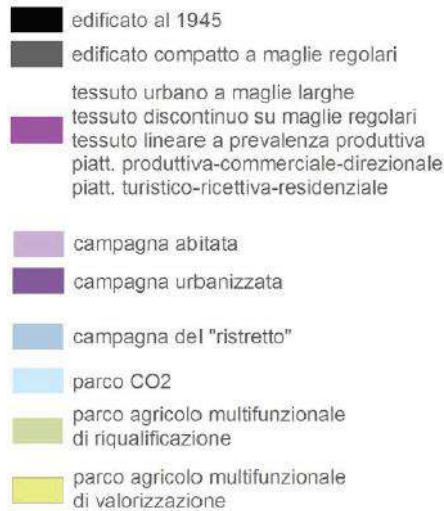 edificato al 1945
edificato compatto a maglie regolari
tessuto urbano a maglie larghe
tessuto discontinuo su maglie regolari
tessuto lineare a prevalenza produttiva
piatt. produttiva-commerciale-direzionale
piatt. turistico-ricettiva-residenziale
campagna abitata
campagna urbanizzata
campagna del "ristretto"
parco CO2
parco agricolo multifunzionale
di riqualificazione
parco agricolo multifunzionale
di valorizzazione